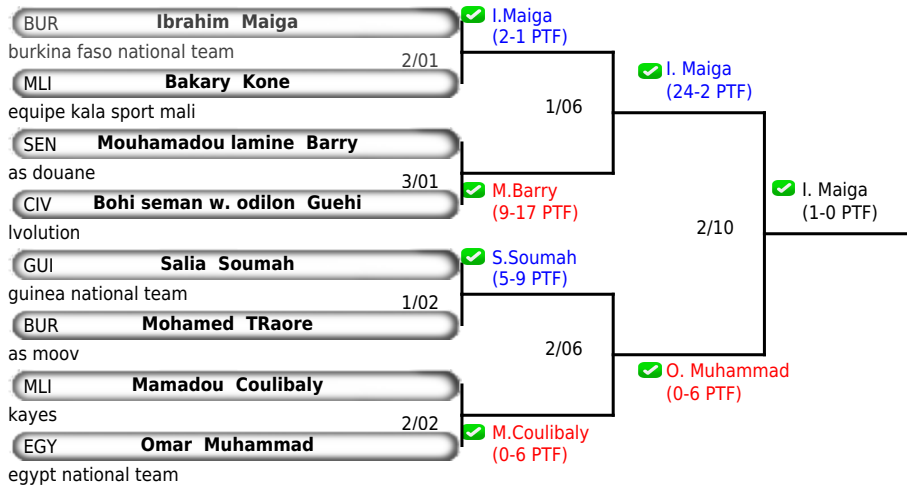 BUR Ibrahim Maiga
burkina faso national team
2/01
MLI Bakary Kone
equipe kala sport mali
SEN Mouhamadou lamine Barry
as douane
3/01
CIV Bohi seman w. odilon Guehi
lvolution
GUI Salia Soumah
guinea national team
1/02
BUR Mohamed TRaore
as moov
MLI Mamadou Coulibaly
kayes
2/02
EGY Omar Muhammad
egypt national team
I.Maiga
(2-1 PTF)
1/06
M.Barry
(9-17 PTF)
S.Soumah
(5-9 PTF)
2/06
M.Coulibaly
(0-6 PTF)
I. Maiga
(24-2 PTF)
2/10
O. Muhammad
(0-6 PTF)
I. Maiga
(1-0 PTF)